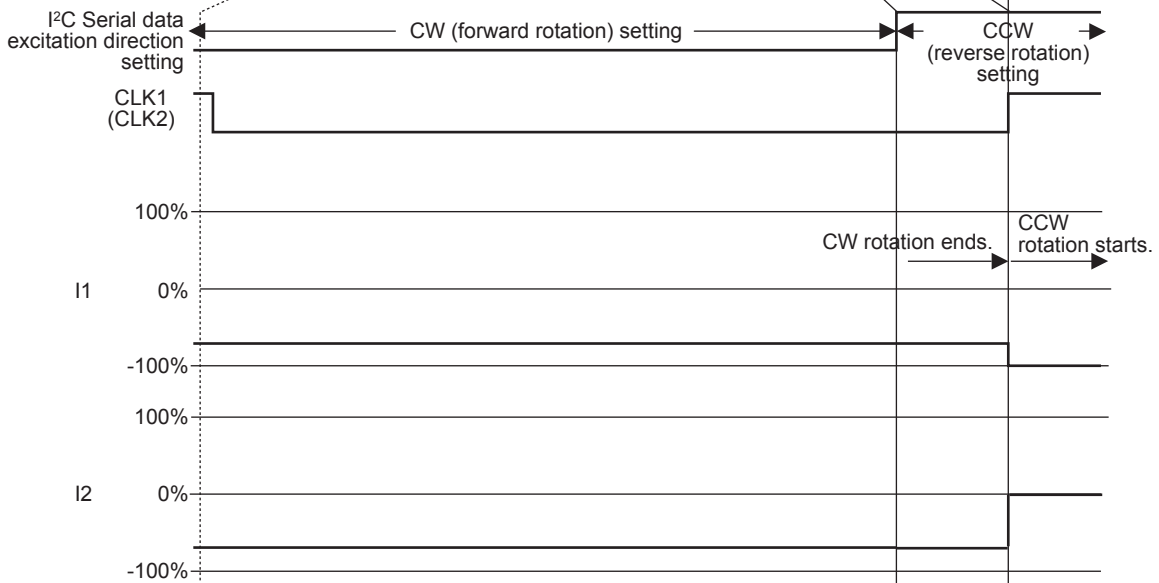 I²C Serial data
excitation direction
setting
CW (forward rotation) setting
CCW
(reverse rotation)
setting
CLK1
(CLK2)
100%
CW rotation ends.
CCW
rotation starts.
I1
0%
-100%
100%
I2
0%
-100%